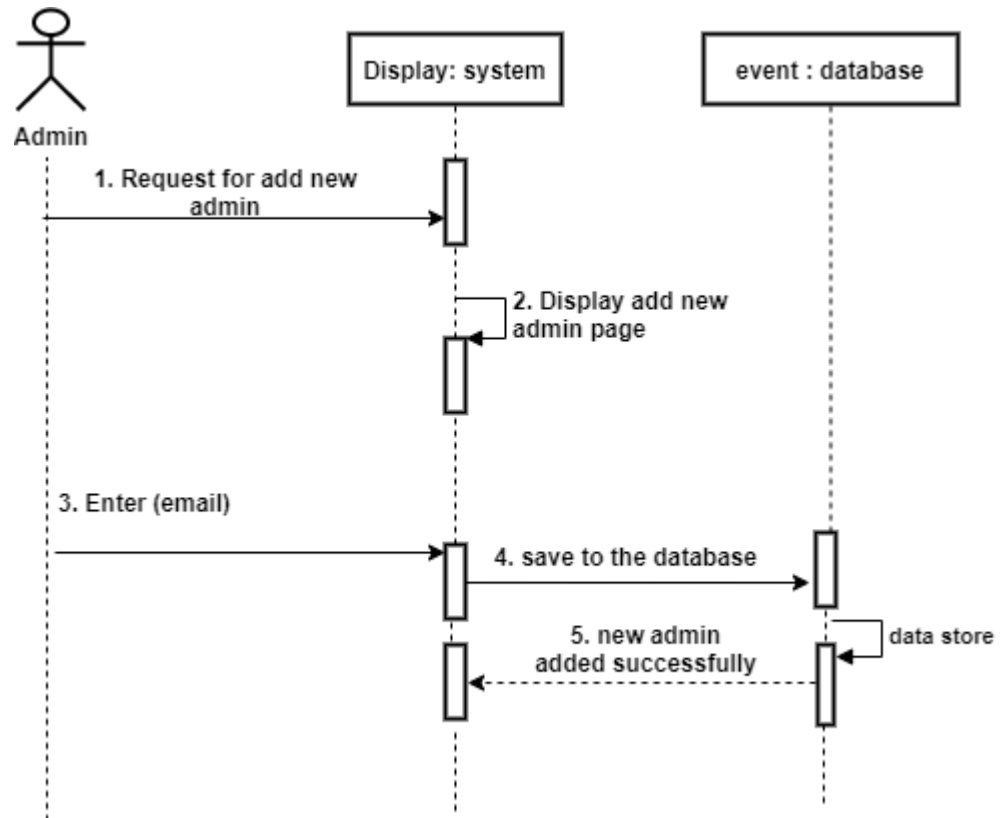 Display: system
event : database
Admin
1. Request for add new
admin
2. Display add new
admin page
3. Enter (email)
4. save to the database
5. new admin
added successfully
data store